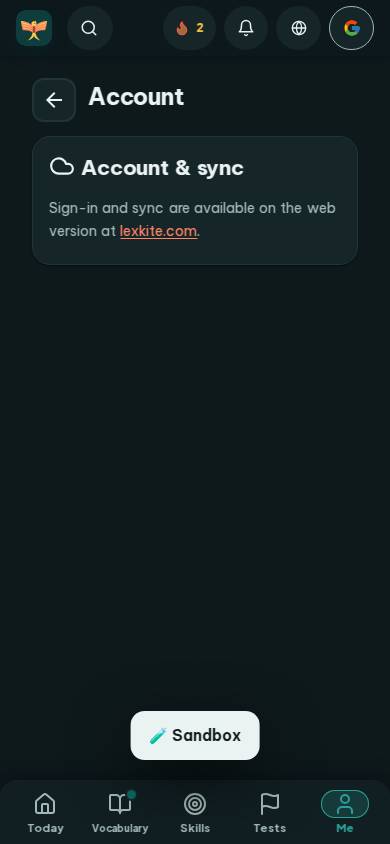 2
Account
Account & sync
Sign-in and sync are available on the web
version at lexkite.com.
Sandbox
Today
Vocabulary
Skills
Tests
Me